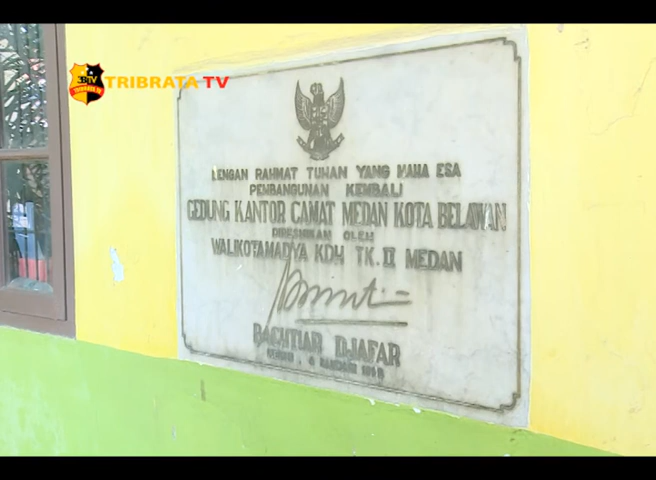 TRIBRATA TV
DENGAN RAHMAT TUHAN YANG MAHA ESA
PEMBANGUNAN KEMBALI
GEDUNG KANTOR CAMAT MEDAN KOTA BELAWAN
DIRESMIKAN OLEH
WALIKOTAMADYA KDH TK. II MEDAN
BACHTIAR DJAFAR